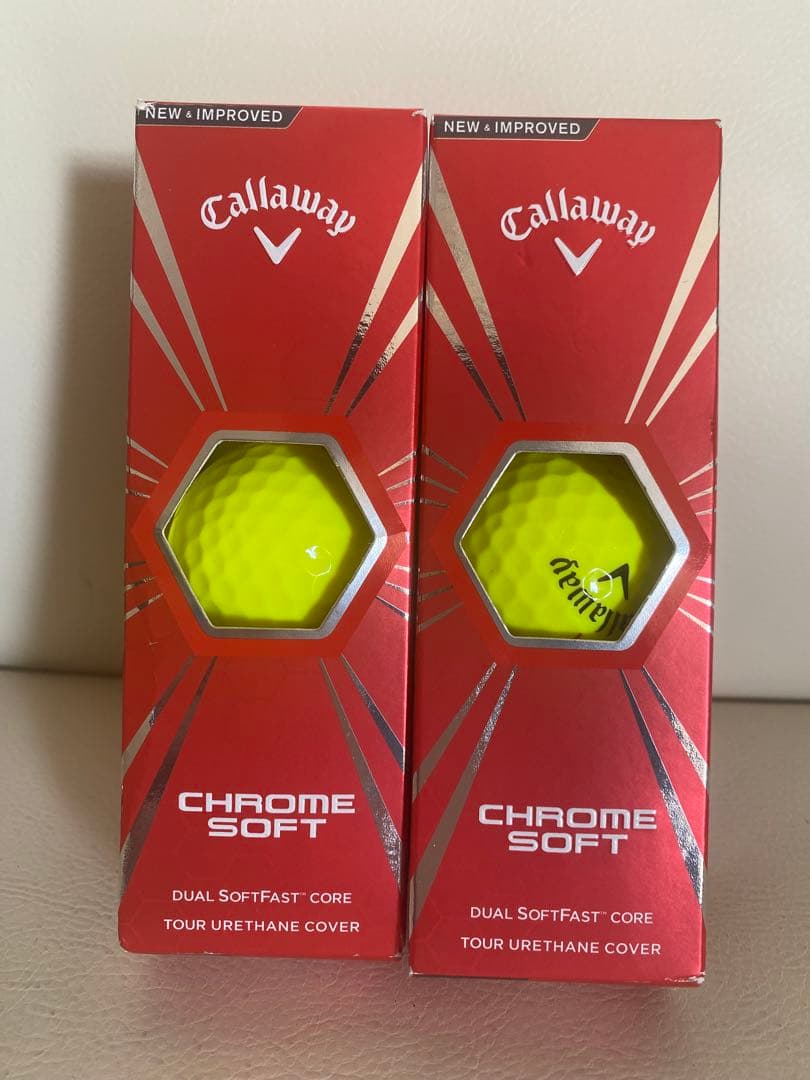 NEW & IMPROVED
Callaway
CHROME
SOFT
DUAL SOFTFAST™ CORE
TOUR URETHANE COVER
NEW & IMPROVED
Callaway
Callaway
CHROME
SOFT
DUAL SOFTFAST™ CORE
TOUR URETHANE COVER